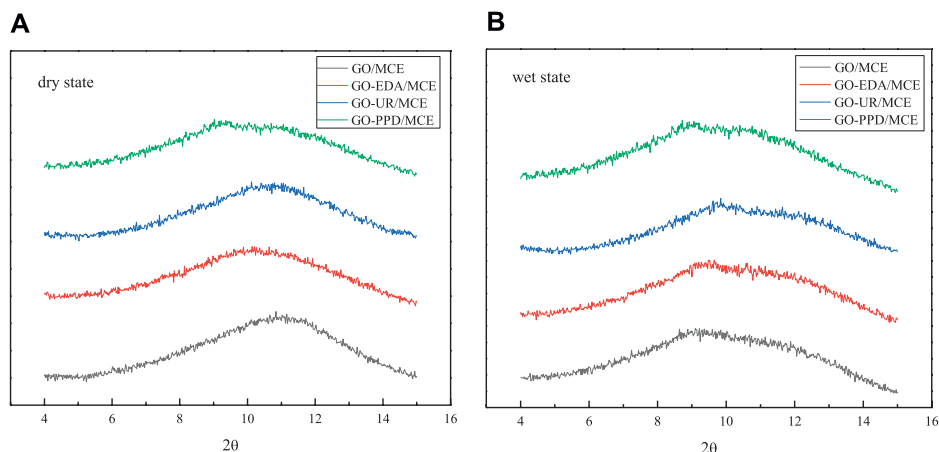 A
dry state
GO/MCE
GO-EDA/MCE
GO-UR/MCE
GO-PPD/MCE
4 6 8 10 12 14 16
2θ
B
wet state
GO/MCE
GO-EDA/MCE
GO-UR/MCE
GO-PPD/MCE
4 6 8 10 12 14 16
2θ